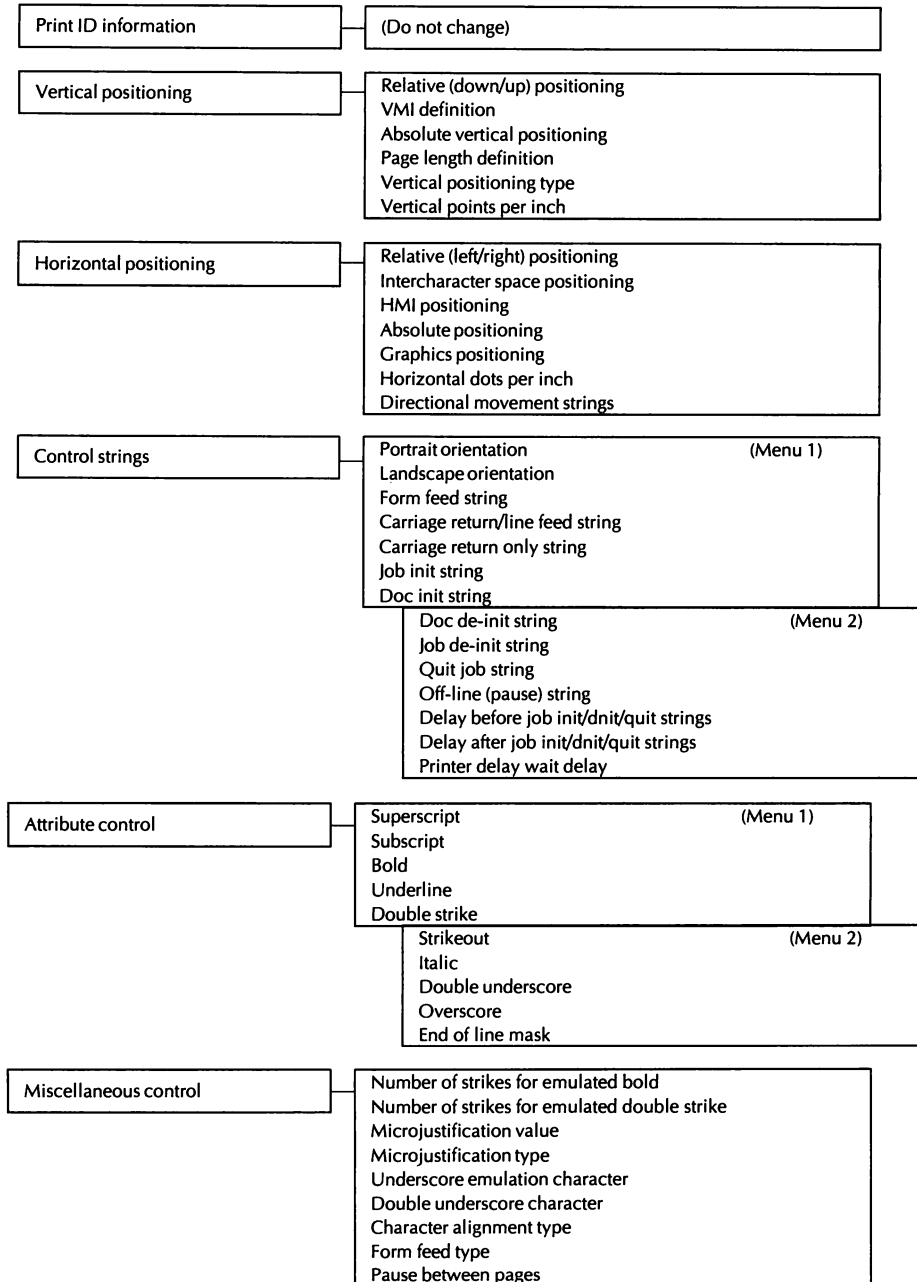 Print ID information
(Do not change)
Vertical positioning
Relative (down/up) positioning
VMI definition
Absolute vertical positioning
Page length definition
Vertical positioning type
Vertical points per inch
Horizontal positioning
Relative (left/right) positioning
Intercharacter space positioning
HMI positioning
Absolute positioning
Graphics positioning
Horizontal dots per inch
Directional movement strings
Control strings
Portrait orientation (Menu 1)
Landscape orientation
Form feed string
Carriage return/line feed string
Carriage return only string
Job init string
Doc init string
Doc de-init string (Menu 2)
Job de-init string
Quit job string
Off-line (pause) string
Delay before job init/dnit/quit strings
Delay after job init/dnit/quit strings
Printer delay wait delay
Attribute control
Superscript (Menu 1)
Subscript
Bold
Underline
Double strike
Strikeout (Menu 2)
Italic
Double underscore
Overscore
End of line mask
Miscellaneous control
Number of strikes for emulated bold
Number of strikes for emulated double strike
Microjustification value
Microjustification type
Underscore emulation character
Double underscore character
Character alignment type
Form feed type
Pause between pages